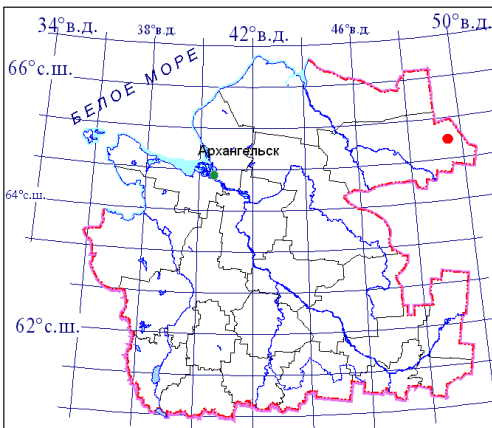 34°в.д.
38°в.д.
42°в.д.
46°в.д.
50°в.д.
66°с.ш.
БЕЛОЕ МОРЕ
Архангельск
64°с.ш.
62°с.ш.